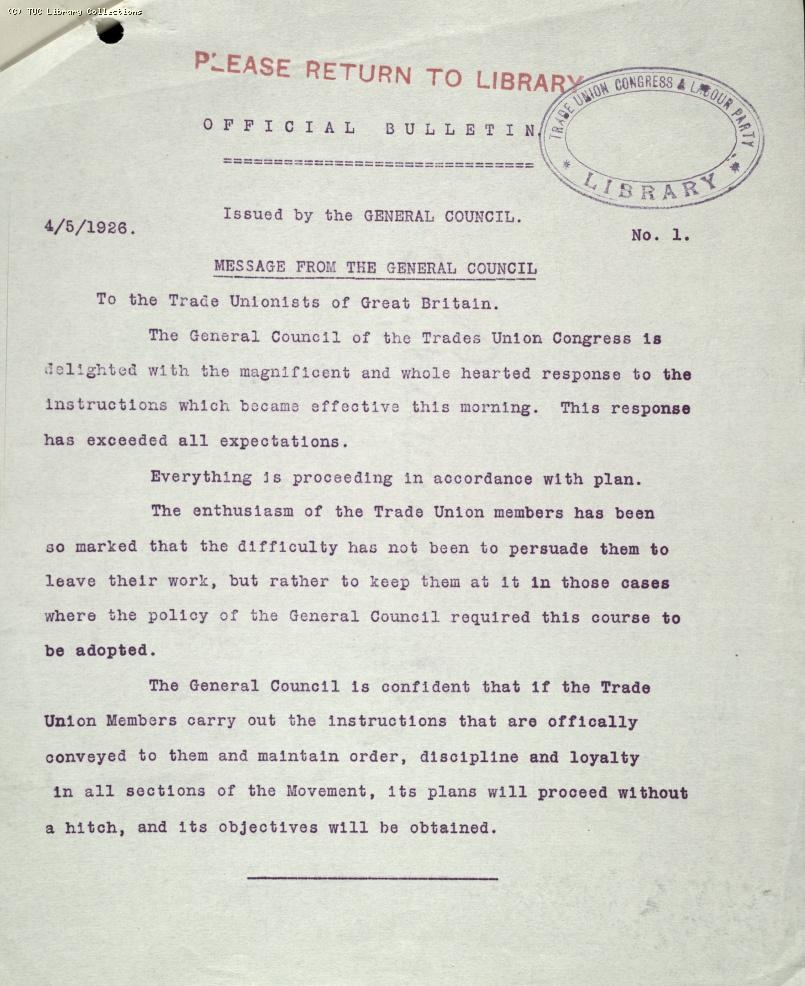 (C) TUC Library Collections
PLEASE RETURN TO LIBRARY
TRADE UNION CONGRESS & LABOUR PARTY
* LIBRARY *
OFFICIAL BULLETIN.
===============================
Issued by the GENERAL COUNCIL.
4/5/1926.
No. 1.
MESSAGE FROM THE GENERAL COUNCIL
To the Trade Unionists of Great Britain.
The General Council of the Trades Union Congress is
delighted with the magnificent and whole hearted response to the
instructions which became effective this morning. This response
has exceeded all expectations.
Everything is proceeding in accordance with plan.
The enthusiasm of the Trade Union members has been
so marked that the difficulty has not been to persuade them to
leave their work, but rather to keep them at it in those cases
where the policy of the General Council required this course to
be adopted.
The General Council is confident that if the Trade
Union Members carry out the instructions that are offically
conveyed to them and maintain order, discipline and loyalty
in all sections of the Movement, its plans will proceed without
a hitch, and its objectives will be obtained.